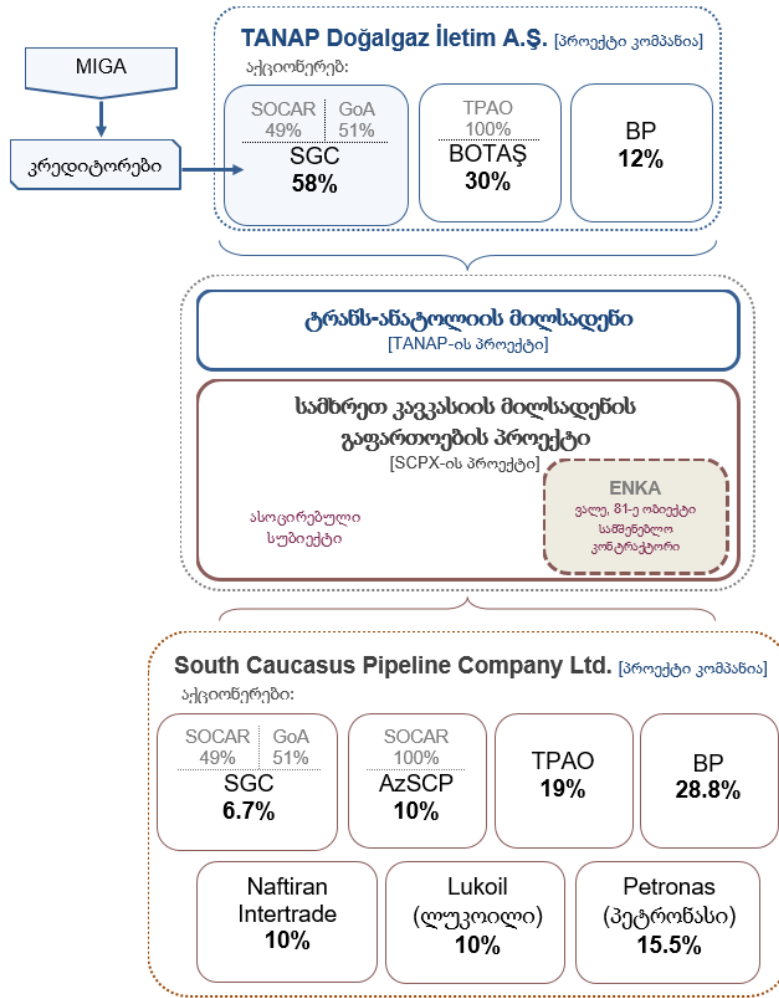 TANAP Doğalgaz İletim A.Ş. [პროექტი კომპანია]
აქციონერებ:
MIGA
კრედიტორები
SOCAR
49%
GoA
51%
SGC
58%
TPAO
100%
BOTAŞ
30%
BP
12%
ტრანს-ანატოლიის მილსადენი
[TANAP-ის პროექტი]
სამხრეთ კავკასიის მილსადენის
გაფართოების პროექტი
[SCPX-ის პროექტი]
ასოცირებული
სუბიექტი
ENKA
ვალე, 81-ე ობიექტი
სამშენებლო
კონტრაქტორი
South Caucasus Pipeline Company Ltd. [პროექტი კომპანია]
აქციონერები:
SOCAR
49%
GoA
51%
SGC
6.7%
SOCAR
100%
AzSCP
10%
TPAO
19%
BP
28.8%
Naftiran
Intertrade
10%
Lukoil
(ლუკოილი)
10%
Petronas
(პეტრონასი)
15.5%